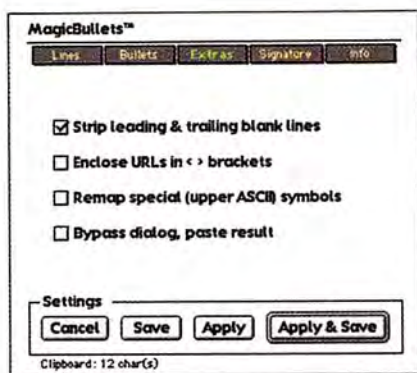 MagicBullets™
Lines Bullets Extras Signature Info
Strip leading & trailing blank lines
Enclose URLs in < > brackets
Remap special (upper ASCII) symbols
Bypass dialog, paste result
Settings
Cancel Save Apply Apply & Save
Clipboard: 12 char(s)